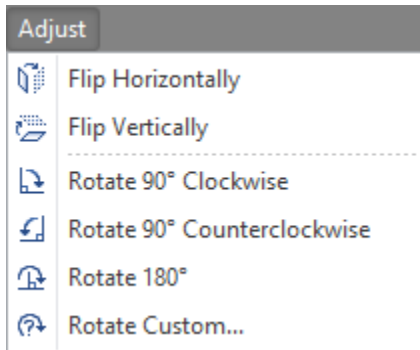 Adjust
Flip Horizontally
Flip Vertically
Rotate 90° Clockwise
Rotate 90° Counterclockwise
Rotate 180°
Rotate Custom...